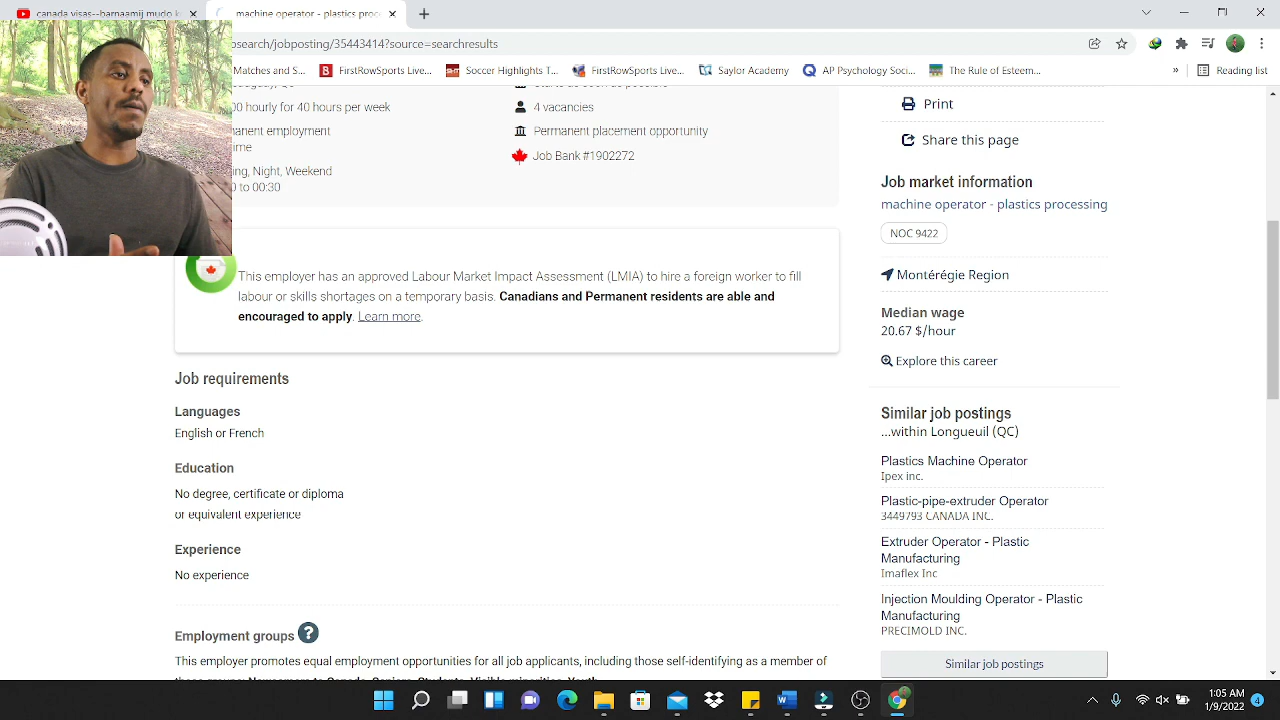 canada jo
plastics proc
search/jobposting/35443414?source=searchresults
Matches and S...
FirstRowSports Live...
Soccer Highlights 1...
FirstRowSports Live...
Saylor Academy
AP Psychology...
The Rule of Esteem...
»
Reading list
Print
00 hourly for 40 hours per week
4 vacancies
anent employment
Permanent placement opportunity
Share this page
ime
Job Bank #1902272
ng, Night, Weekend
0 to 00:30
Job market information
machine operator - plastics processing
NOC 9422
Montérégie Region
Median wage
20.67 $/hour
Explore this career
This employer has an approved Labour Market Impact Assessment (LMIA) to hire a foreign worker to fill
labour or skills shortages on a temporary basis. Canadians and Permanent residents are able and
encouraged to apply. Learn more.
Job requirements
Languages
English or French
Education
No degree, certificate or diploma
or equivalent experience
Experience
No experience
Employment groups ?
This employer promotes equal employment opportunities for all job applicants, including those self-identifying as a member of
Similar job postings
...within Longueuil (QC)
Plastics Machine Operator
Ipex inc.
Plastic-pipe-extruder Operator
3449793 CANADA INC.
Extruder Operator - Plastic
Manufacturing
Imaflex Inc
Injection Moulding Operator - Plastic
Manufacturing
PRECIMOLD INC.
Similar job postings
1:05 AM
1/9/2022
4